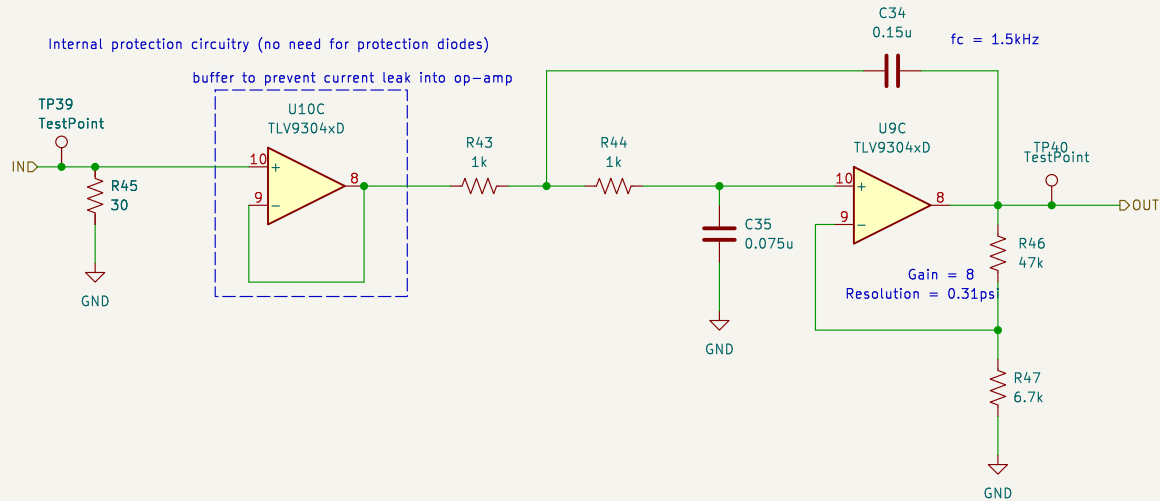 Internal protection circuitry (no need for protection diodes)
buffer to prevent current leak into op-amp
C34
0.15u
fc = 1.5kHz
TP39
TestPoint
U10C
TLV9304xD
IN
10
+
9
-
8
R45
30
GND
R43
1k
R44
1k
C35
0.075u
GND
U9C
TLV9304xD
10
+
9
-
8
TP40
TestPoint
OUT
R46
47k
Gain = 8
Resolution = 0.31psi
R47
6.7k
GND